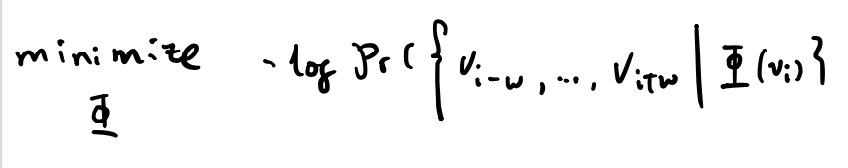 minimize - log Pr ( { v_{i-w}, ..., v_{i+w} | Φ(v_i) }
Φ